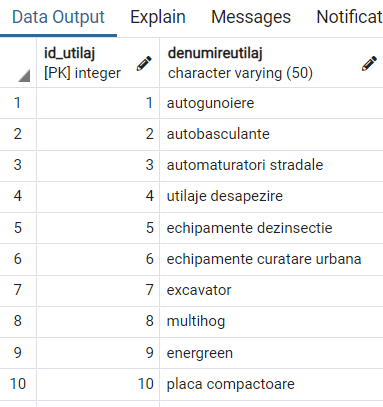 Data Output Explain Messages Notificat
id_utilaj denumireutilaj
[PK] integer character varying (50)
1 1 autogunoiere
2 2 autobasculante
3 3 automaturatori stradale
4 4 utilaje desapezire
5 5 echipamente dezinsectie
6 6 echipamente curatare urbana
7 7 excavator
8 8 multihog
9 9 energreen
10 10 placa compactoare